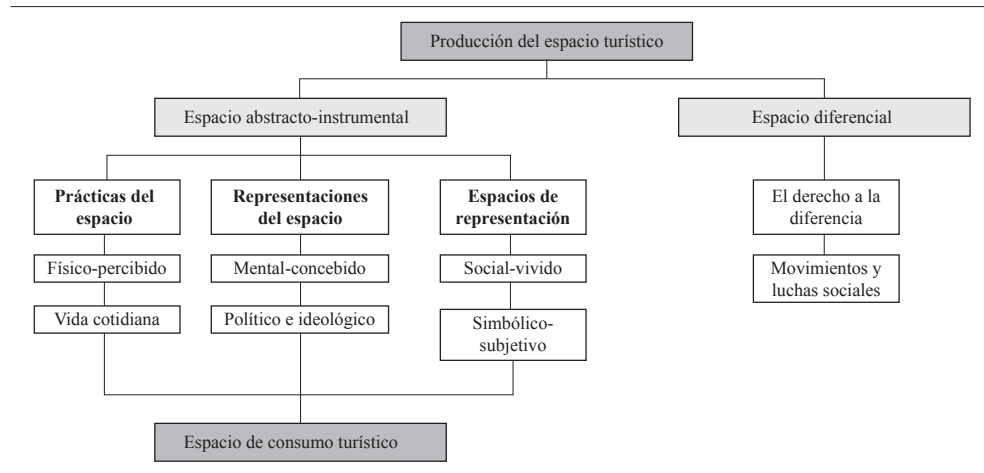 Producción del espacio turístico
Espacio abstracto-instrumental
Espacio diferencial
Prácticas del
espacio
Representaciones
del espacio
Espacios de
representación
El derecho a la
diferencia
Físico-percibido
Mental-concebido
Social-vivido
Movimientos y
luchas sociales
Vida cotidiana
Político e ideológico
Simbólico-
subjetivo
Espacio de consumo turístico